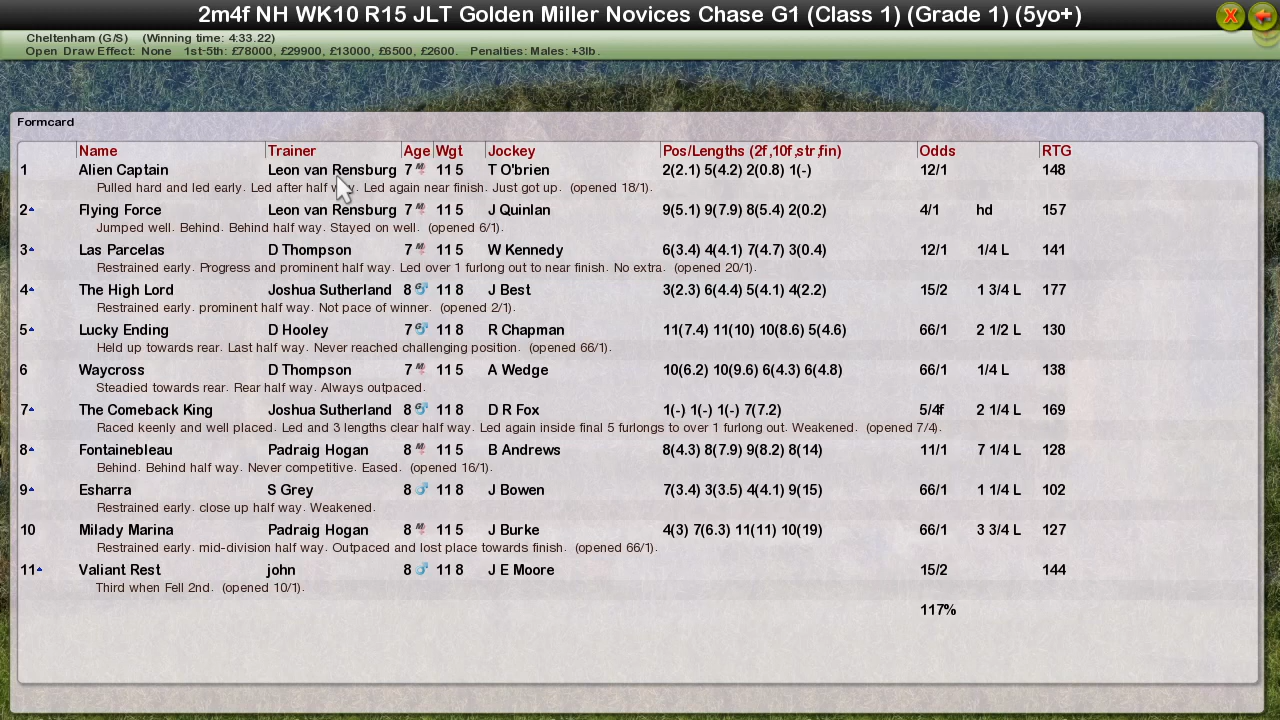 2m4f NH WK10 R15 JLT Golden Miller Novices Chase G1 (Class 1) (Grade 1) (5yo+)
X
Cheltenham (G/S) (Winning time: 4:33.22)
Open Draw Effect: None 1st-5th: £78000, £29900, £13000, £6500, £2600. Penalties: Males: +3lb.
Formcard
Name Trainer Age Wgt Jockey Pos/Lengths (2f,10f,str,fin) Odds RTG
1 Alien Captain Leon van Rensburg 7 11 5 T O'brien 2(2.1) 5(4.2) 2(0.8) 1(-) 12/1 148
Pulled hard and led early. Led after half way. Led again near finish. Just got up. (opened 18/1).
2 Flying Force Leon van Rensburg 7 11 5 J Quinlan 9(5.1) 9(7.9) 8(5.4) 2(0.2) 4/1 hd 157
Jumped well. Behind. Behind half way. Stayed on well. (opened 6/1).
3 Las Parcelas D Thompson 7 11 5 W Kennedy 6(3.4) 4(4.1) 7(4.7) 3(0.4) 12/1 1/4 L 141
Restrained early. Progress and prominent half way. Led over 1 furlong out to near finish. No extra. (opened 20/1).
4 The High Lord Joshua Sutherland 8 11 8 J Best 3(2.3) 6(4.4) 5(4.1) 4(2.2) 15/2 1 3/4 L 177
Restrained early. prominent half way. Not pace of winner. (opened 2/1).
5 Lucky Ending D Hooley 7 11 8 R Chapman 11(7.4) 11(10) 10(8.6) 5(4.6) 66/1 2 1/2 L 130
Held up towards rear. Last half way. Never reached challenging position. (opened 66/1).
6 Waycross D Thompson 7 11 5 A Wedge 10(6.2) 10(9.6) 6(4.3) 6(4.8) 66/1 1/4 L 138
Steadied towards rear. Rear half way. Always outpaced.
7 The Comeback King Joshua Sutherland 8 11 8 D R Fox 1(-) 1(-) 1(-) 7(7.2) 5/4f 2 1/4 L 169
Raced keenly and well placed. Led and 3 lengths clear half way. Led again inside final 5 furlongs to over 1 furlong out. Weakened. (opened 7/4).
8 Fontainebleau Padraig Hogan 8 11 5 B Andrews 8(4.3) 8(7.9) 9(8.2) 8(14) 11/1 7 1/4 L 128
Behind. Behind half way. Never competitive. Eased. (opened 16/1).
9 Esharra S Grey 8 11 8 J Bowen 7(3.4) 3(3.5) 4(4.1) 9(15) 66/1 1 1/4 L 102
Restrained early. close up half way. Weakened.
10 Milady Marina Padraig Hogan 8 11 5 J Burke 4(3) 7(6.3) 11(11) 10(19) 66/1 3 3/4 L 127
Restrained early. mid-division half way. Outpaced and lost place towards finish. (opened 66/1).
11 Valiant Rest john 8 11 8 J E Moore 15/2 144
Third when Fell 2nd. (opened 10/1).
117%